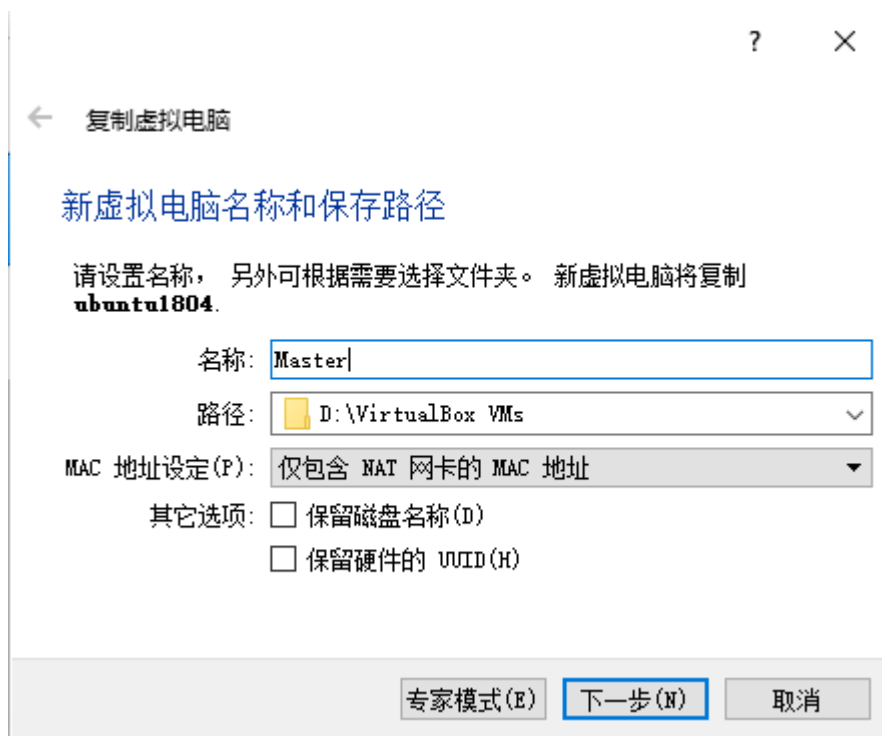 ?
复制虚拟电脑
新虚拟电脑名称和保存路径
请设置名称， 另外可根据需要选择文件夹。 新虚拟电脑将复制
ubuntu1804.
名称: Master
路径: D:\VirtualBox VMs
MAC 地址设定(P): 仅包含 NAT 网卡的 MAC 地址
其它选项: 保留磁盘名称(D)
保留硬件的 UUID(H)
专家模式(E) 下一步(N) 取消